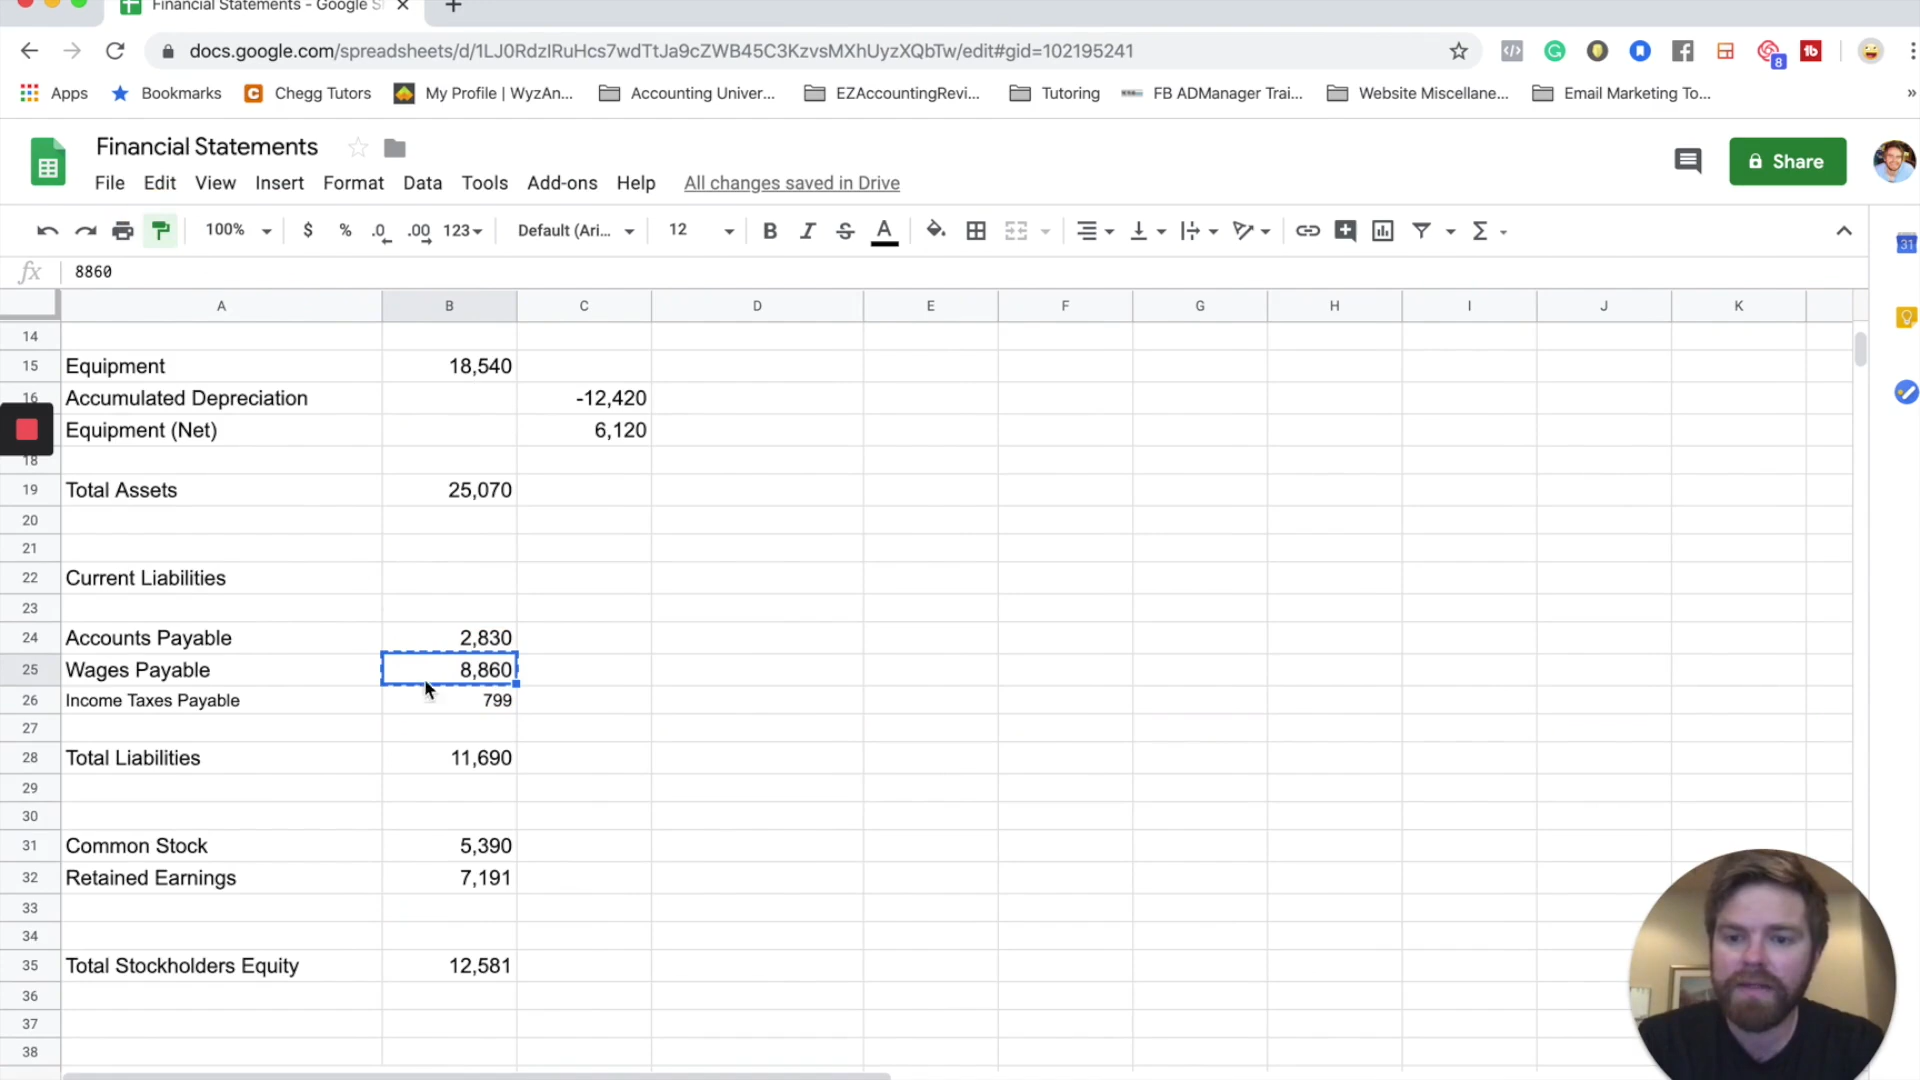 Financial Statements - Google S
docs.google.com/spreadsheets/d/1LJ0RdzIRuHcs7wdTtJa9cZWB45C3KzvsMXhUyzXQbTw/edit#gid=102195241
8
Apps Bookmarks Chegg Tutors My Profile | WyzAn... Accounting Univer... EZAccountingRevi... Tutoring FB ADManager Trai... Website Miscellane... Email Marketing To... »
Financial Statements
File Edit View Insert Format Data Tools Add-ons Help All changes saved in Drive
Share
100% $ % .0 .00 123 Default (Ari... 12 B I S A
31
fx 8860
A B C D E F G H I J K
14
15 Equipment 18,540
16 Accumulated Depreciation -12,420
Equipment (Net) 6,120
18
19 Total Assets 25,070
20
21
22 Current Liabilities
23
24 Accounts Payable 2,830
25 Wages Payable 8,860
26 Income Taxes Payable 799
27
28 Total Liabilities 11,690
29
30
31 Common Stock 5,390
32 Retained Earnings 7,191
33
34
35 Total Stockholders Equity 12,581
36
37
38